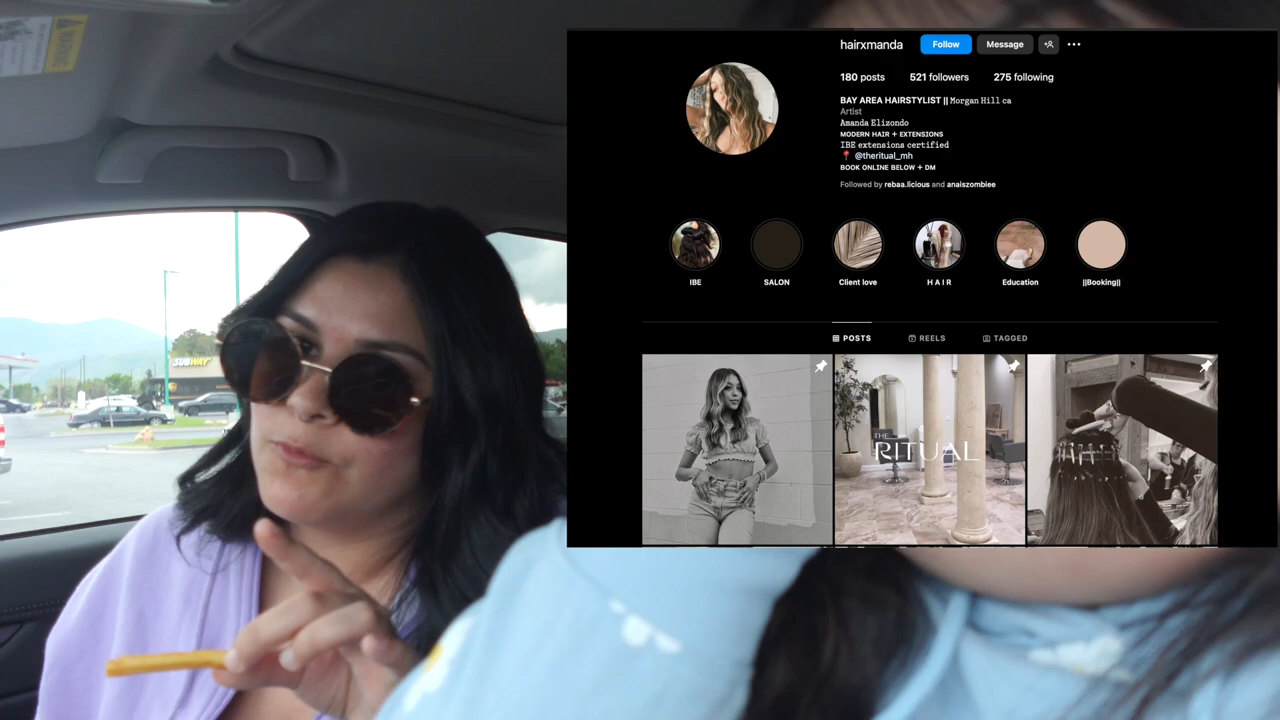 hairxmanda Follow Message
180 posts 521 followers 275 following
BAY AREA HAIRSTYLIST || Morgan Hill ca
Artist
Amanda Elizondo
MODERN HAIR + EXTENSIONS
IBE extensions certified
📍 @theritual_mh
BOOK ONLINE BELOW + DM
Followed by rebaa.licious and anaiszombiee
IBE SALON Client love H A I R Education ||Booking||
POSTS REELS TAGGED
THE
RITUAL
SUBWAY